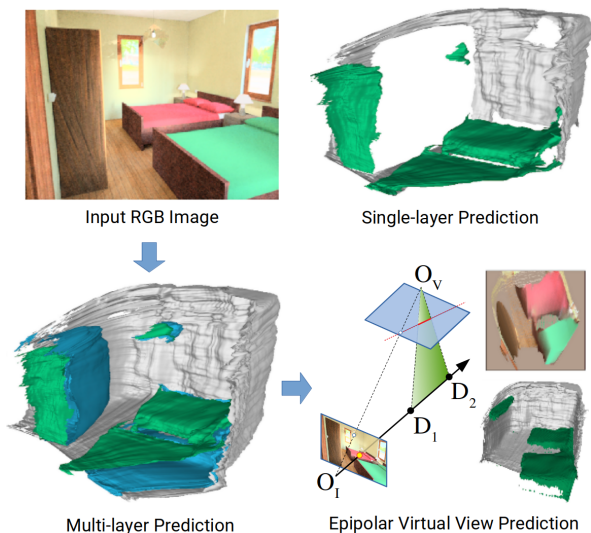 Input RGB Image
Single-layer Prediction
O_V
D_2
D_1
O_I
Multi-layer Prediction
Epipolar Virtual View Prediction